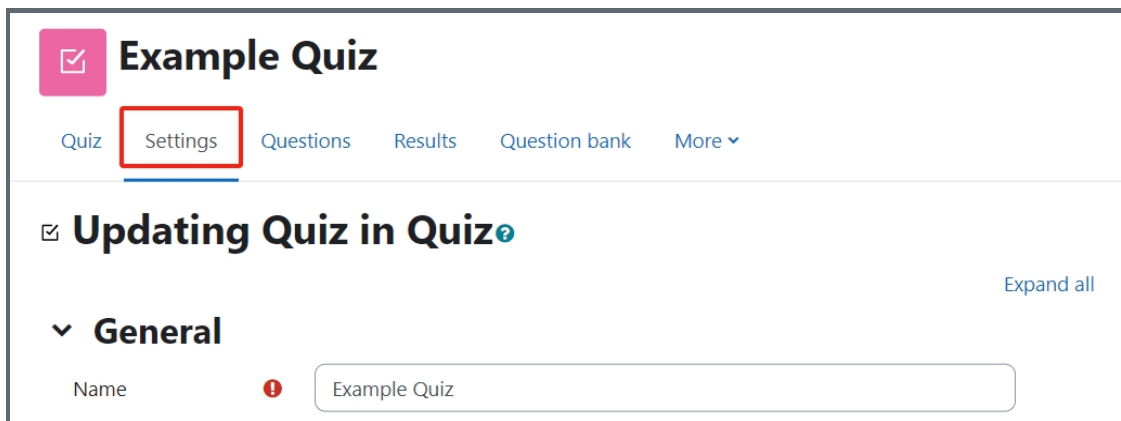 Example Quiz
Quiz Settings Questions Results Question bank More
Updating Quiz in Quiz
Expand all
General
Name Example Quiz